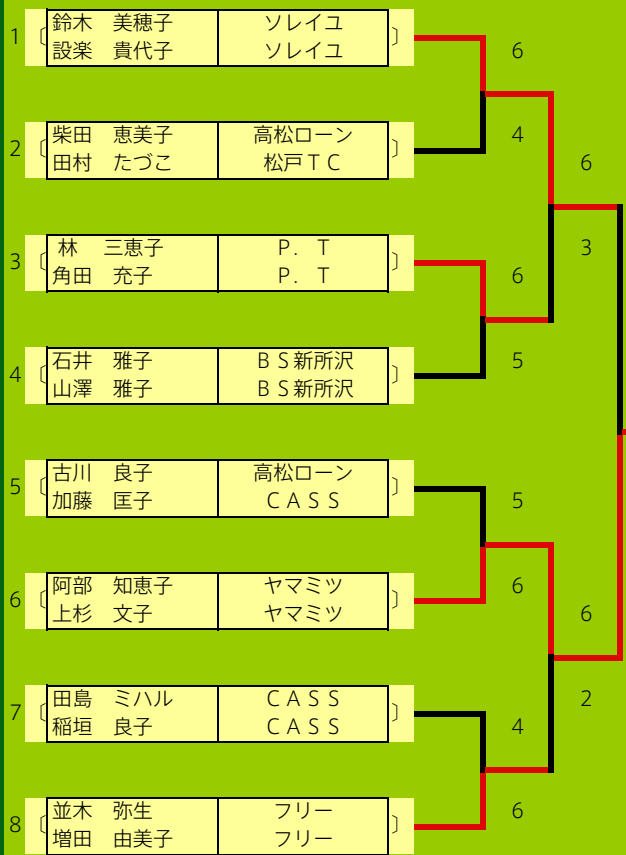 1 〔 鈴木　美穂子 ソレイユ 〕
設楽　貴代子 ソレイユ
6
4
2 〔 柴田　恵美子 高松ローン 〕
田村　たづこ 松戸ＴＣ
6
3
3 〔 林　三恵子 Ｐ．Ｔ 〕
角田　充子 Ｐ．Ｔ
6
5
4 〔 石井　雅子 ＢＳ新所沢 〕
山澤　雅子 ＢＳ新所沢
5 〔 古川　良子 高松ローン 〕
加藤　匡子 ＣＡＳＳ
5
6
6 〔 阿部　知恵子 ヤマミツ 〕
上杉　文子 ヤマミツ
6
2
7 〔 田島　ミハル ＣＡＳＳ 〕
稲垣　良子 ＣＡＳＳ
4
6
8 〔 並木　弥生 フリー 〕
増田　由美子 フリー